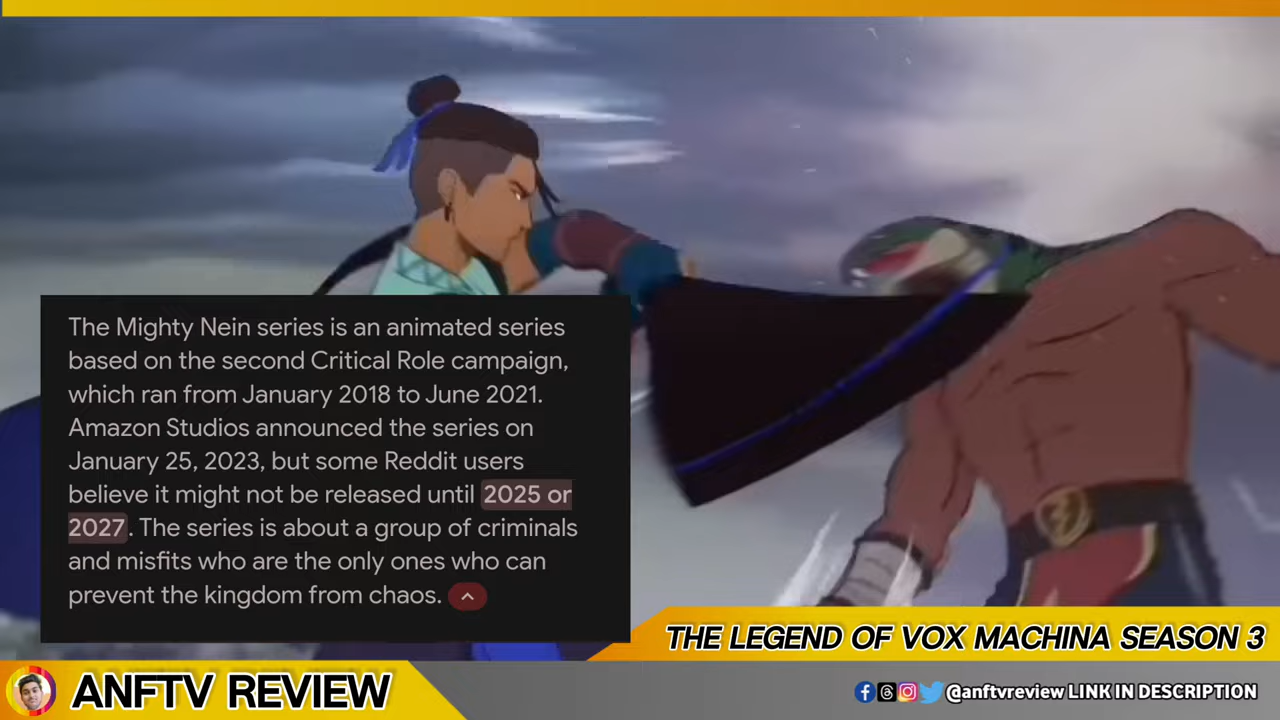 The Mighty Nein series is an animated series
based on the second Critical Role campaign,
which ran from January 2018 to June 2021.
Amazon Studios announced the series on
January 25, 2023, but some Reddit users
believe it might not be released until 2025 or
2027. The series is about a group of criminals
and misfits who are the only ones who can
prevent the kingdom from chaos.
THE LEGEND OF VOX MACHINA SEASON 3
ANFTV REVIEW
@anftvreview LINK IN DESCRIPTION